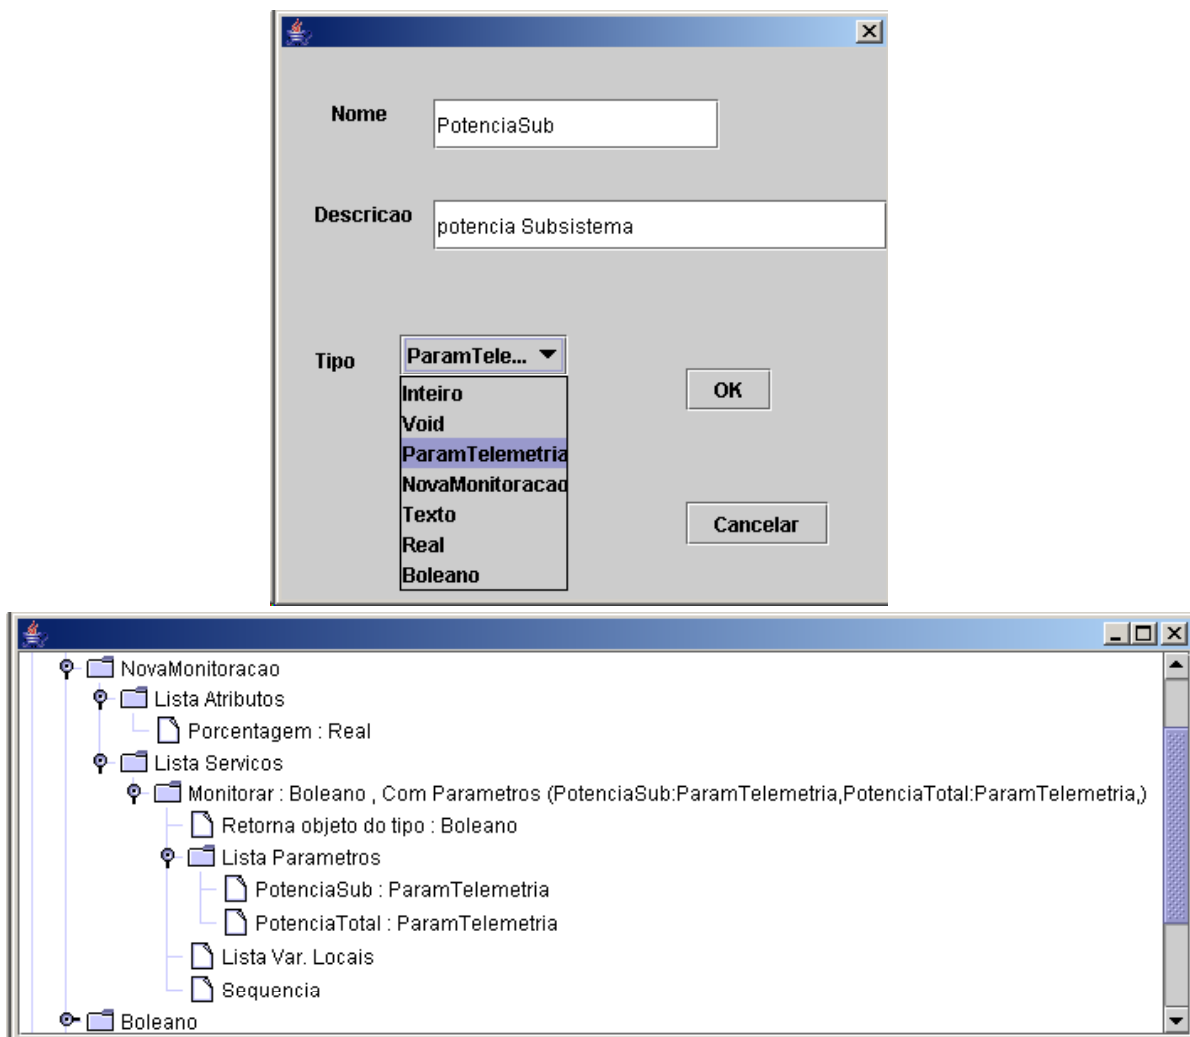 Nome
PotenciaSub
Descricao
potencia Subsistema
Tipo
ParamTele...
Inteiro
Void
ParamTelemetria
NovaMonitoracao
Texto
Real
Boleano
OK
Cancelar
NovaMonitoracao
Lista Atributos
Porcentagem : Real
Lista Servicos
Monitorar : Boleano , Com Parametros (PotenciaSub:ParamTelemetria,PotenciaTotal:ParamTelemetria,)
Retorna objeto do tipo : Boleano
Lista Parametros
PotenciaSub : ParamTelemetria
PotenciaTotal : ParamTelemetria
Lista Var. Locais
Sequencia
Boleano